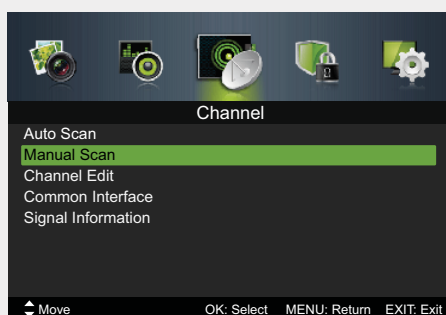 Channel
Auto Scan
Manual Scan
Channel Edit
Common Interface
Signal Information
Move OK: Select MENU: Return EXIT: Exit